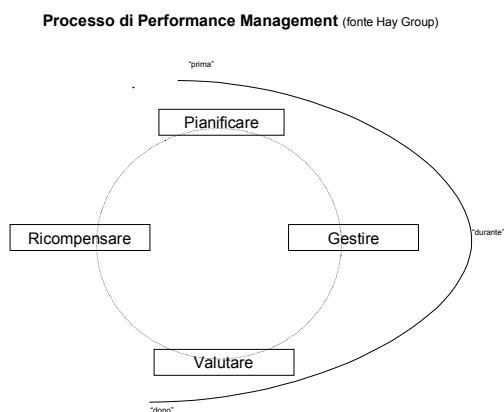 Processo di Performance Management (fonte Hay Group)
"prima"
Pianificare
Ricompensare
Gestire
"durante"
Valutare
"dopo"